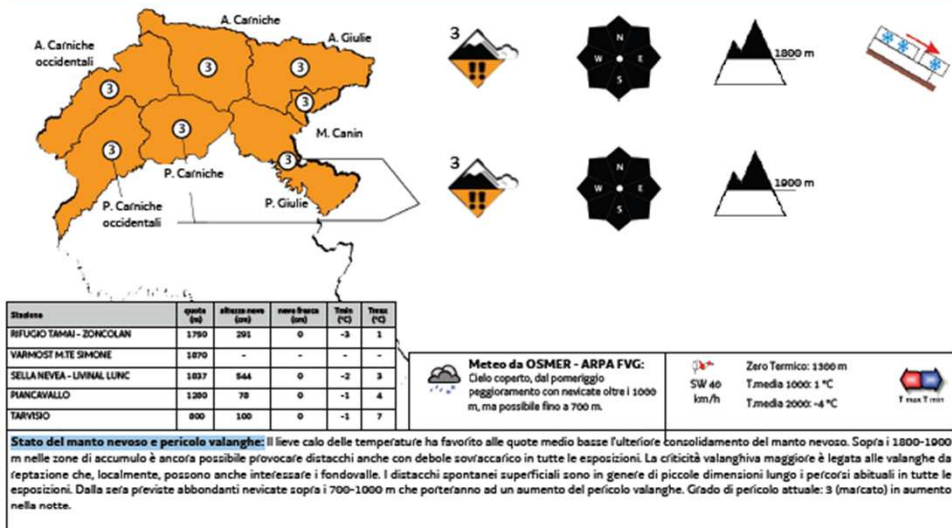 A. Carniche
A. Giulie
A. Carniche
occidentali
3
3
3
3
3
3
3
M. Canin
P. Carniche
P. Giulie
P. Carniche
occidentali
3
N
W E
S
1800 m
3
N
W E
S
1900 m
Stazione quota (m) altezza neve (cm) neve fresca (cm) Tmin (°C) Tmax (°C)
RIFUGIO TAMAI - ZONCOLAN 1750 291 0 -3 1
VARMOST M.TE SIMONE 1870 - - - -
SELLA NEVEA - LIVINAL LUNC 1837 544 0 -2 3
PIANCAVALLO 1280 78 0 -1 4
TARVISIO 800 100 0 -1 7
Meteo da OSMER - ARPA FVG:
Cielo coperto, dal pomeriggio
peggioramento con nevicate oltre i 1000
m, ma possibile fino a 700 m.
SW 40
km/h
Zero Termico: 1300 m
T.media 1000: 1 °C
T.media 2000: -4 °C
T max T min
Stato del manto nevoso e pericolo valanghe: Il lieve calo delle temperature ha favorito alle quote medio basse l'ulteriore consolidamento del manto nevoso. Sopra i 1800-1900
m nelle zone di accumulo è ancora possibile provocare distacchi anche con debole sovraccarico in tutte le esposizioni. La criticità valanghiva maggiore è legata alle valanghe da
reptazione che, localmente, possono anche interessare i fondovalle. I distacchi spontanei superficiali sono in genere di piccole dimensioni lungo i percorsi abituali in tutte le
esposizioni. Dalla sera previste abbondanti nevicate sopra i 700-1000 m che porteranno ad un aumento del pericolo valanghe. Grado di pericolo attuale: 3 (marcato) in aumento
nella notte.